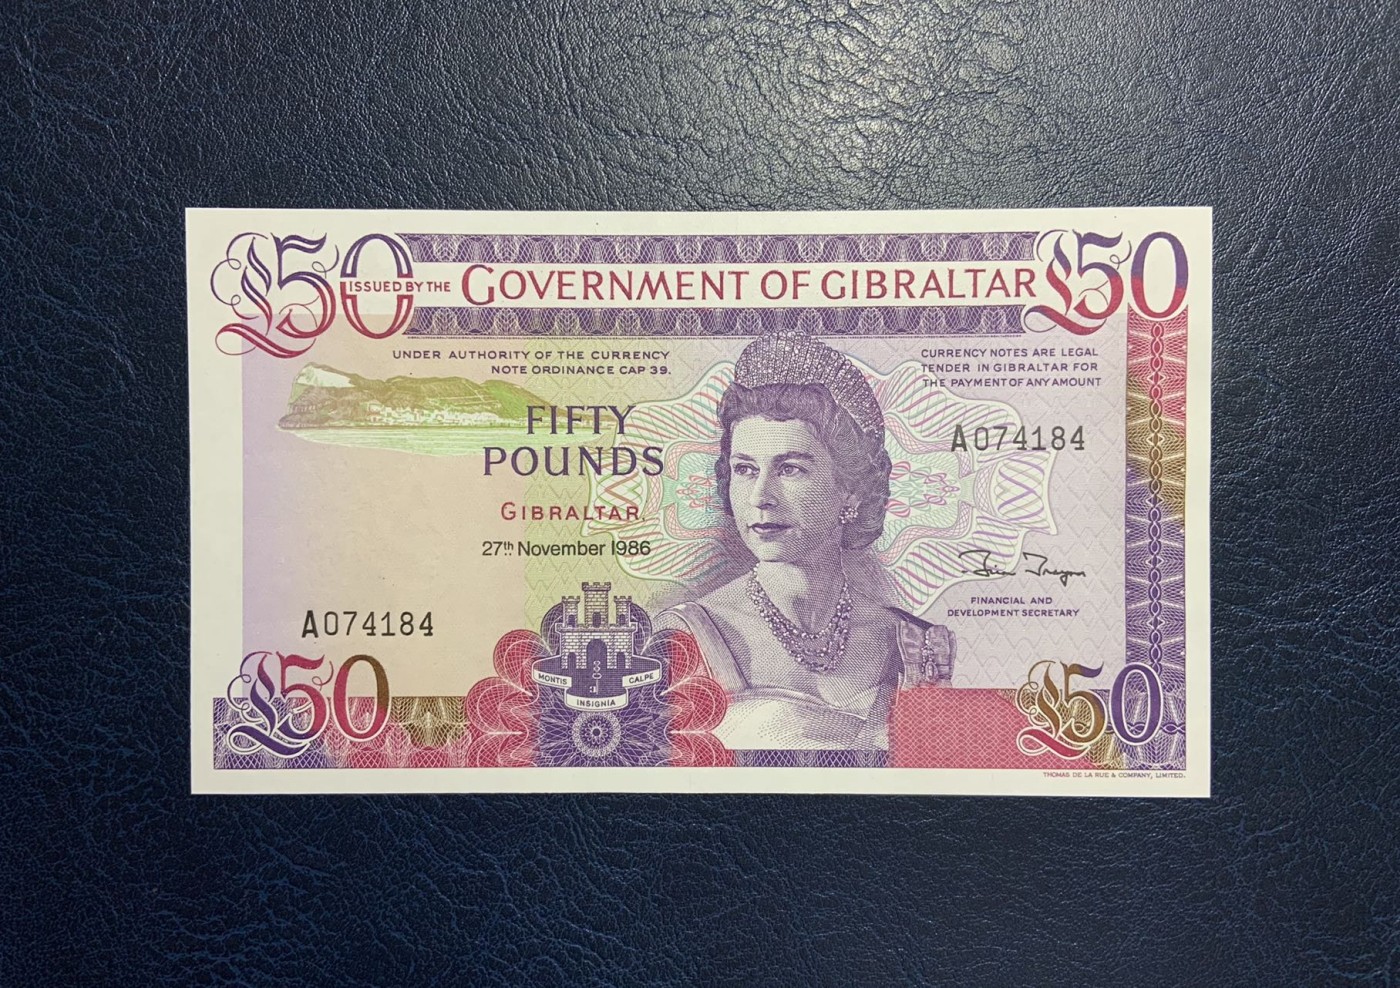 £50
ISSUED BY THE GOVERNMENT OF GIBRALTAR
£50
UNDER AUTHORITY OF THE CURRENCY
NOTE ORDINANCE CAP 39.
CURRENCY NOTES ARE LEGAL
TENDER IN GIBRALTAR FOR
THE PAYMENT OF ANY AMOUNT
FIFTY
POUNDS
A074184
GIBRALTAR.
27th November 1986
FINANCIAL AND
DEVELOPMENT SECRETARY
A074184
£50
MONTIS
INSIGNIA
CALPE
£50
THOMAS DE LA RUE & COMPANY, LIMITED.